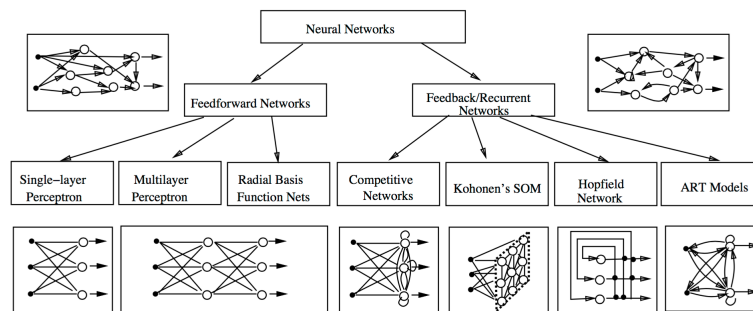 Neural Networks
Feedforward Networks
Feedback/Recurrent
Networks
Single-layer
Perceptron
Multilayer
Perceptron
Radial Basis
Function Nets
Competitive
Networks
Kohonen's SOM
Hopfield
Network
ART Models